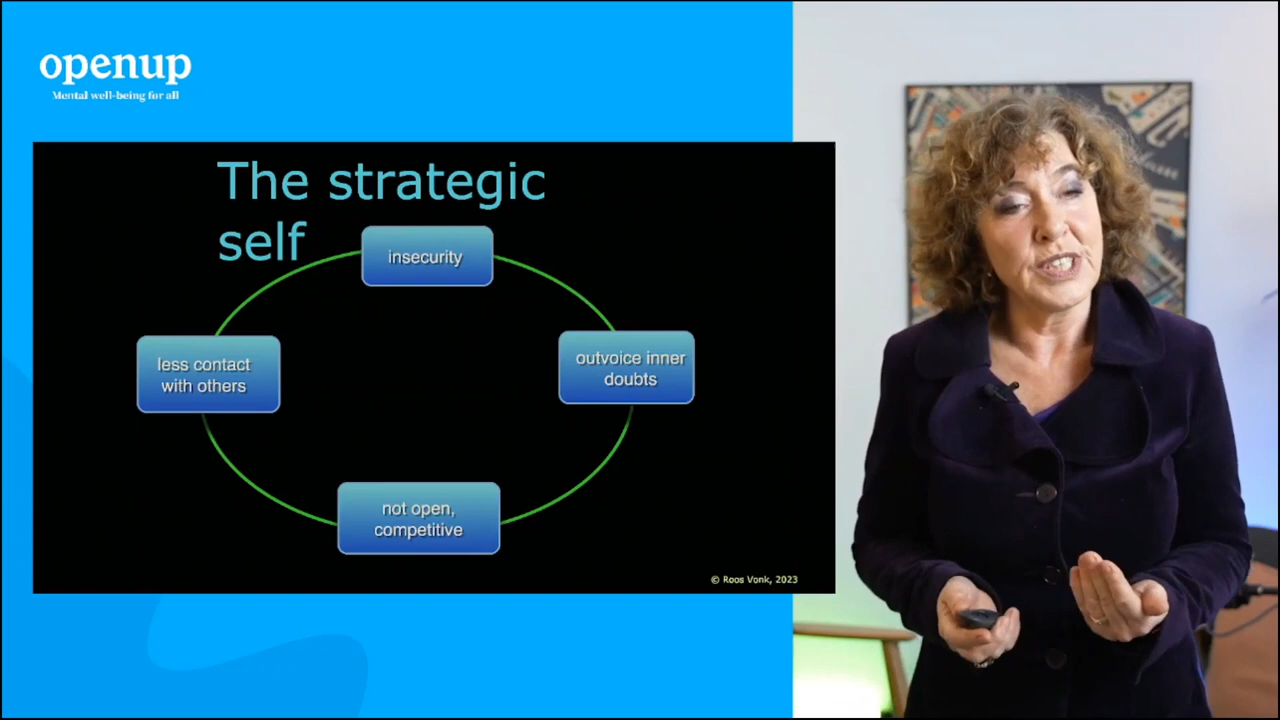 openup
Mental well-being for all
The strategic
self
insecurity
outvoice inner
doubts
less contact
with others
not open,
competitive
© Roos Vonk, 2023